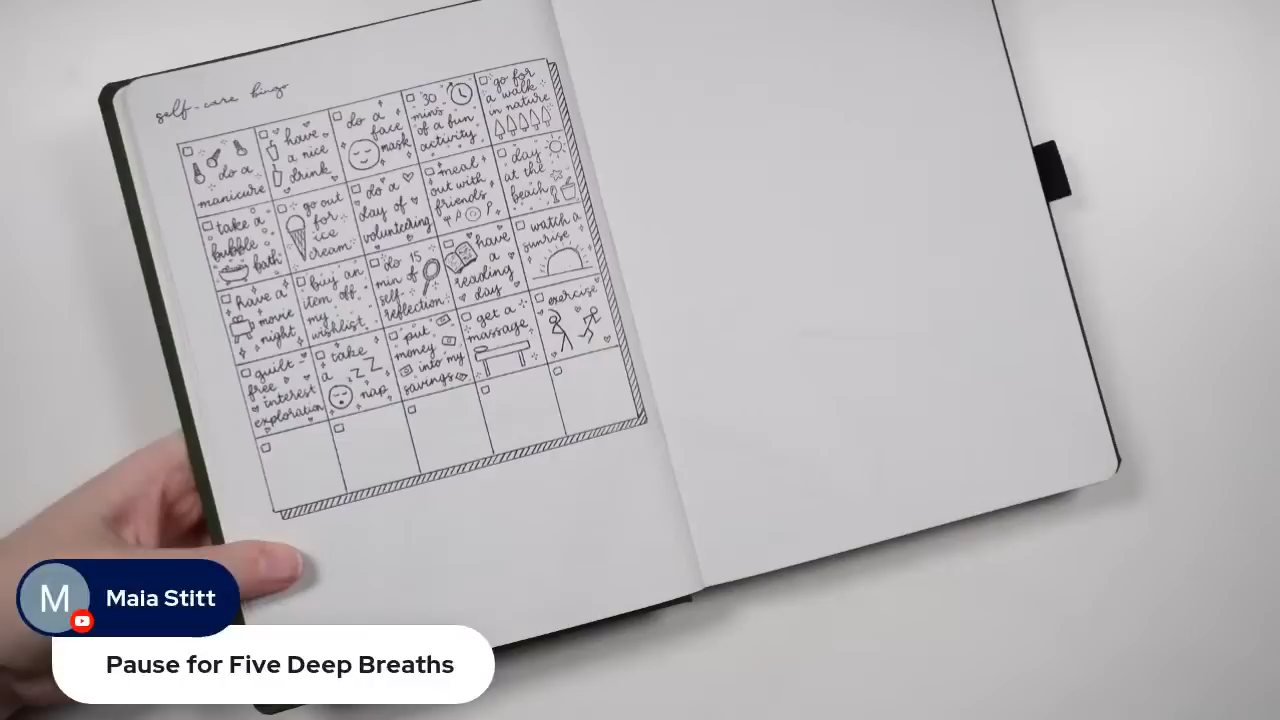 self-care bingo
do a
manicure
have
a nice
drink
do a
face
mask
30
mins
of a fun
activity
go for
a walk
in nature
take a
bubble
bath
go out
for
ice
cream
do a
day of
volunteering
meal
out with
friends
day
at the
beach
have a
movie
night
buy an
item off
my
wishlist
do 15
min of
self
reflection
have
a
reading
day
watch a
sunrise
guilt-
free
interest
exploration
take
a
z z z
nap
put
money
into my
savings
get a
massage
exercise
M
Maia Stitt
Pause for Five Deep Breaths